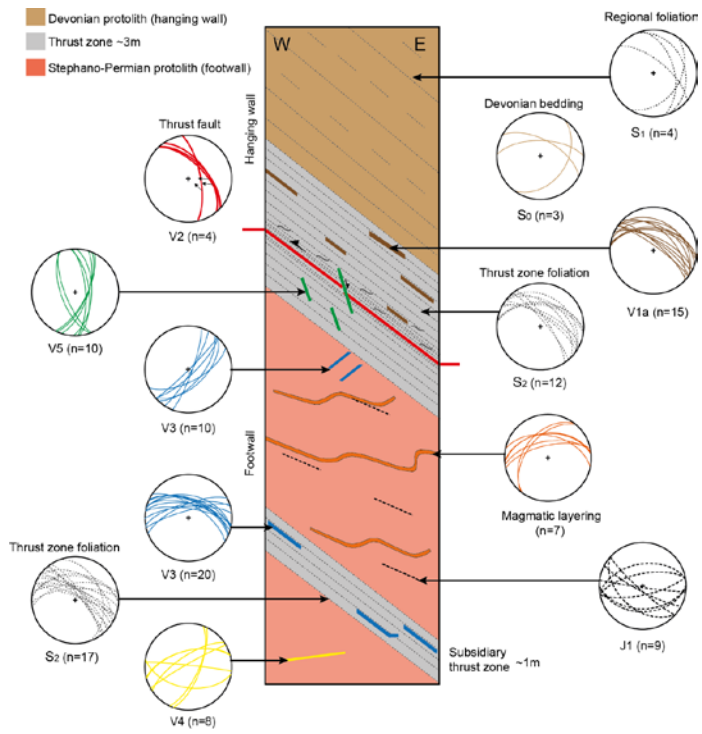 Devonian protolith (hanging wall)
Thrust zone ~3m
Stephano-Permian protolith (footwall)
W
E
Regional foliation
S1 (n=4)
Devonian bedding
S0 (n=3)
Thrust fault
V2 (n=4)
Hanging wall
V1a (n=15)
Thrust zone foliation
S2 (n=12)
V5 (n=10)
V3 (n=10)
Footwall
Magmatic layering
(n=7)
V3 (n=20)
Thrust zone foliation
S2 (n=17)
J1 (n=9)
Subsidiary
thrust zone ~1m
V4 (n=8)